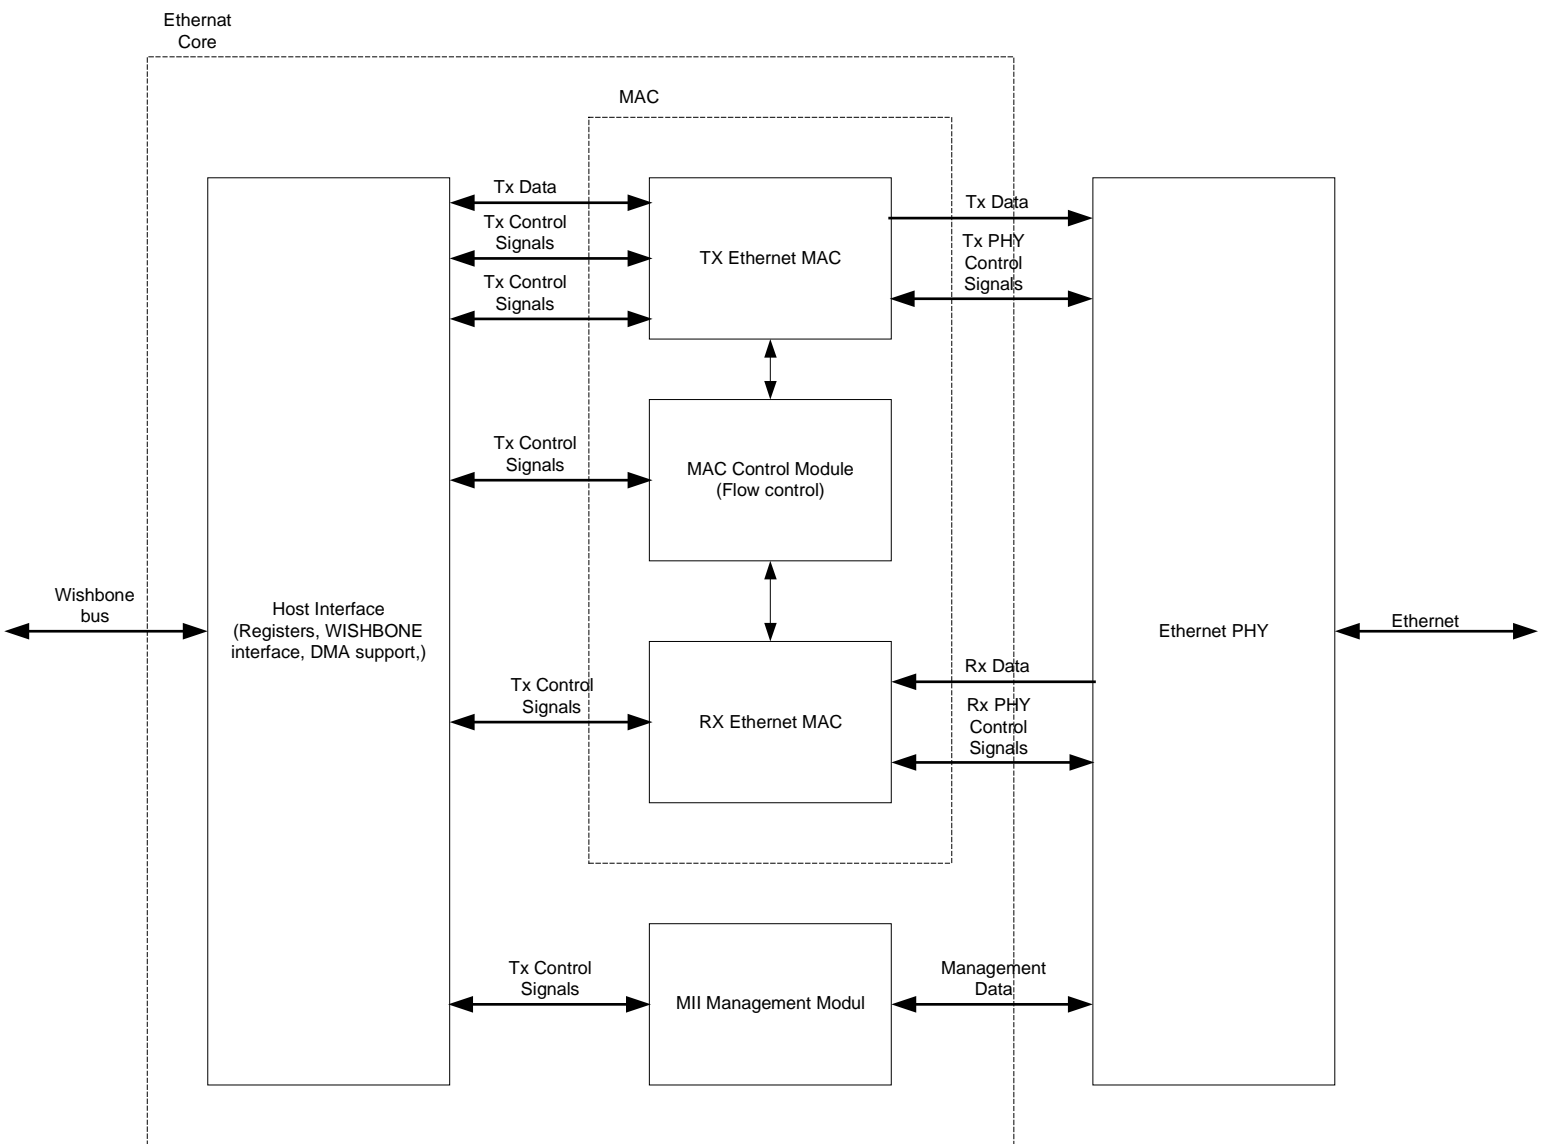 Ethernat
Core
MAC
Tx Data
Tx Control
Signals
Tx Control
Signals
TX Ethernet MAC
Tx Data
Tx PHY
Control
Signals
Tx Control
Signals
MAC Control Module
(Flow control)
Wishbone
bus
Host Interface
(Registers, WISHBONE
interface, DMA support,)
Ethernet PHY
Ethernet
Tx Control
Signals
RX Ethernet MAC
Rx Data
Rx PHY
Control
Signals
Tx Control
Signals
MII Management Modul
Management
Data